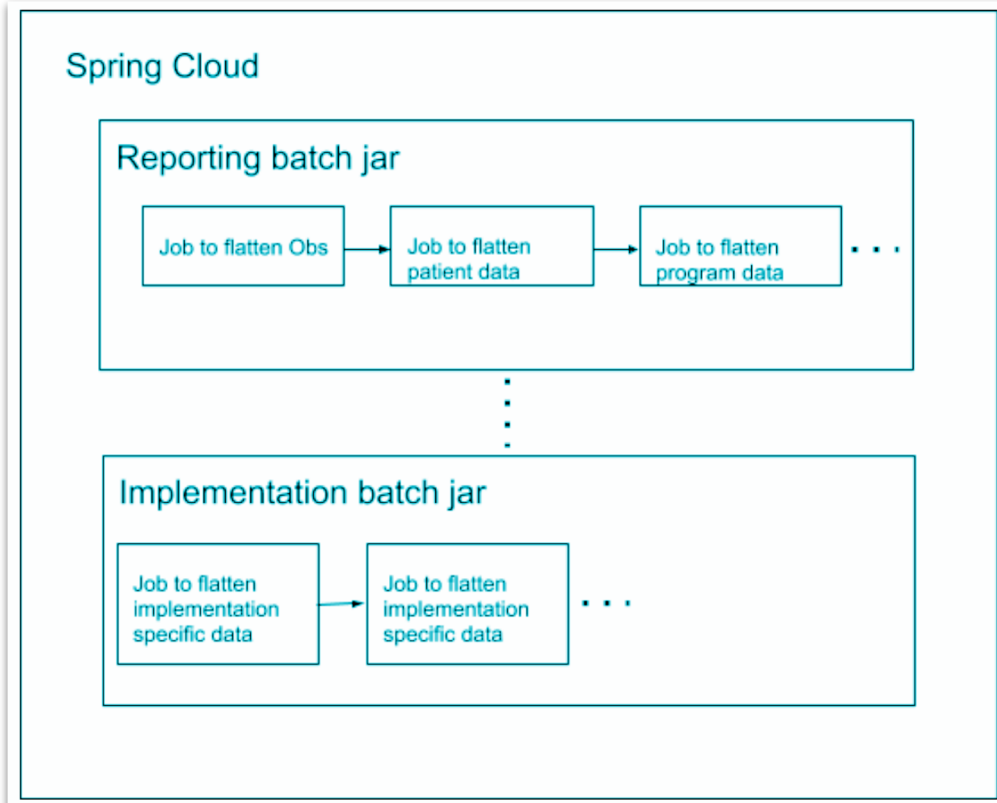 Spring Cloud
Reporting batch jar
Job to flatten Obs
Job to flatten
patient data
Job to flatten
program data
Implementation batch jar
Job to flatten
implementation
specific data
Job to flatten
implementation
specific data